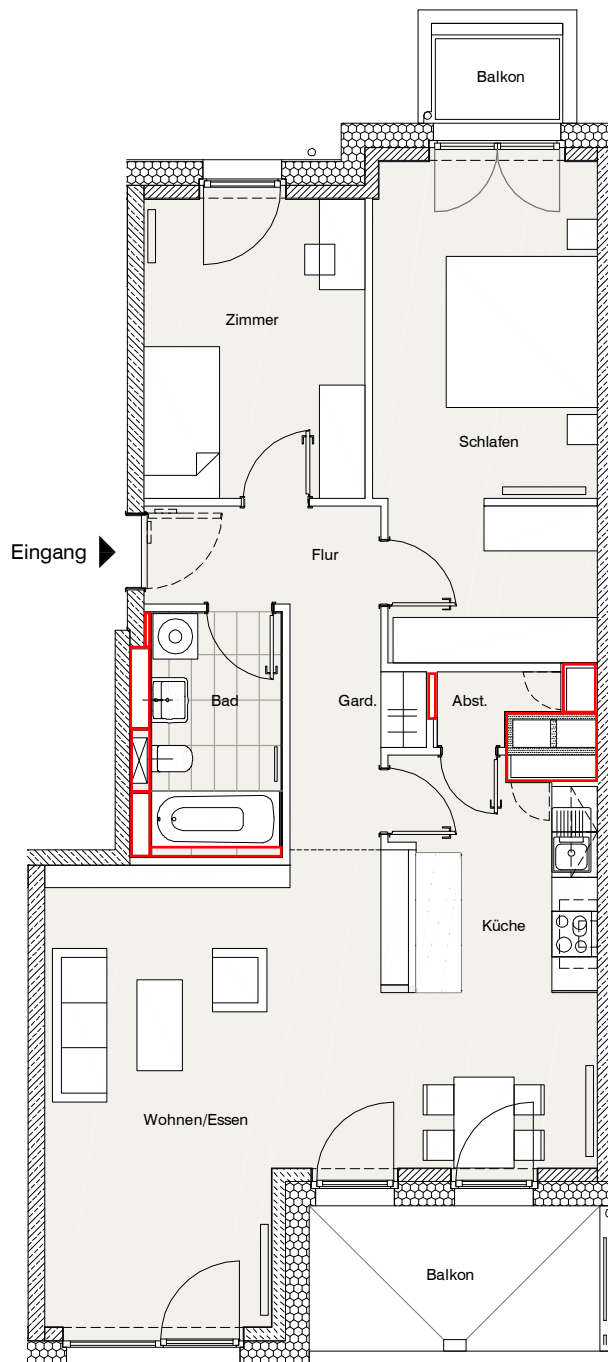 Balkon
Zimmer
Schlafen
Eingang
Flur
Bad
Gard.
Abst.
Küche
Wohnen/Essen
Balkon